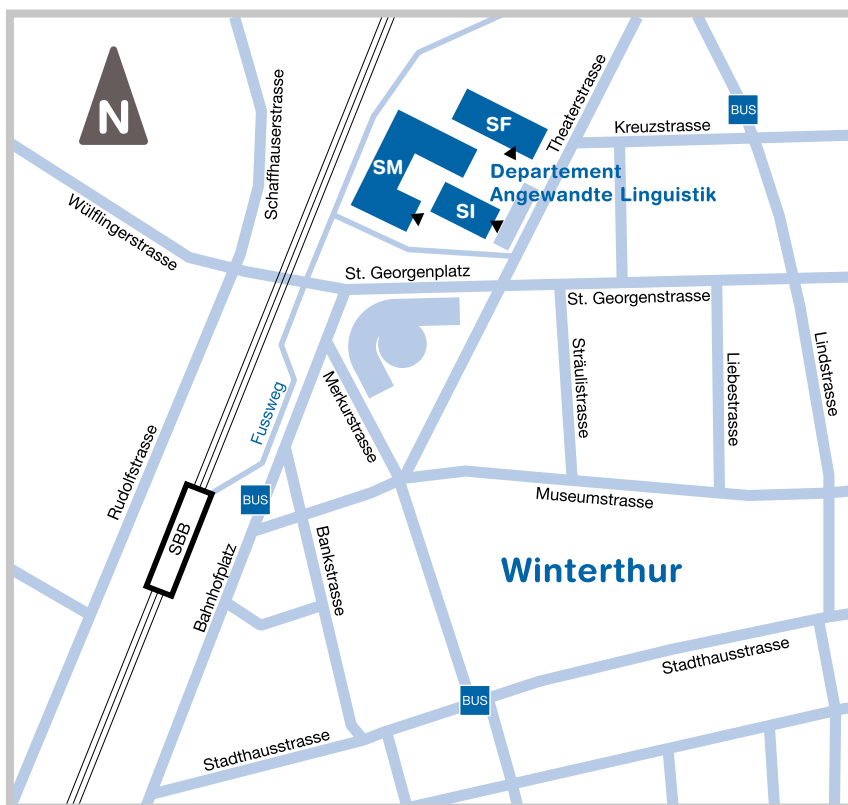 N
Schaffhauserstrasse
Wülflingerstrasse
SF
SM
SI
Theaterstrasse
BUS
Kreuzstrasse
Departement
Angewandte Linguistik
St. Georgenplatz
St. Georgenstrasse
Fussweg
Merkurstrasse
Sträulistrasse
Liebestrasse
Lindstrasse
Rudolfstrasse
SBB
BUS
Museumstrasse
Bahnhofplatz
Bankstrasse
Winterthur
BUS
Stadthausstrasse
Stadthausstrasse